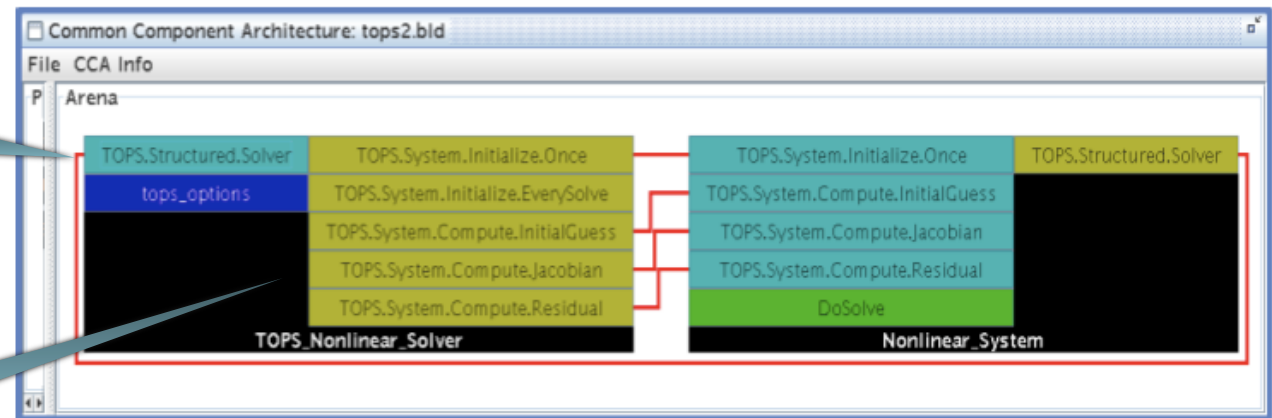 Common Component Architecture: tops2.bld
File CCA Info
P Arena
TOPS.Structured.Solver TOPS.System.Initialize.Once TOPS.System.Initialize.Once TOPS.Structured.Solver
tops_options TOPS.System.Initialize.EverySolve TOPS.System.Compute.InitialGuess
TOPS.System.Compute.InitialGuess TOPS.System.Compute.Jacobian
TOPS.System.Compute.Jacobian TOPS.System.Compute.Residual
TOPS.System.Compute.Residual DoSolve
TOPS_Nonlinear_Solver Nonlinear_System